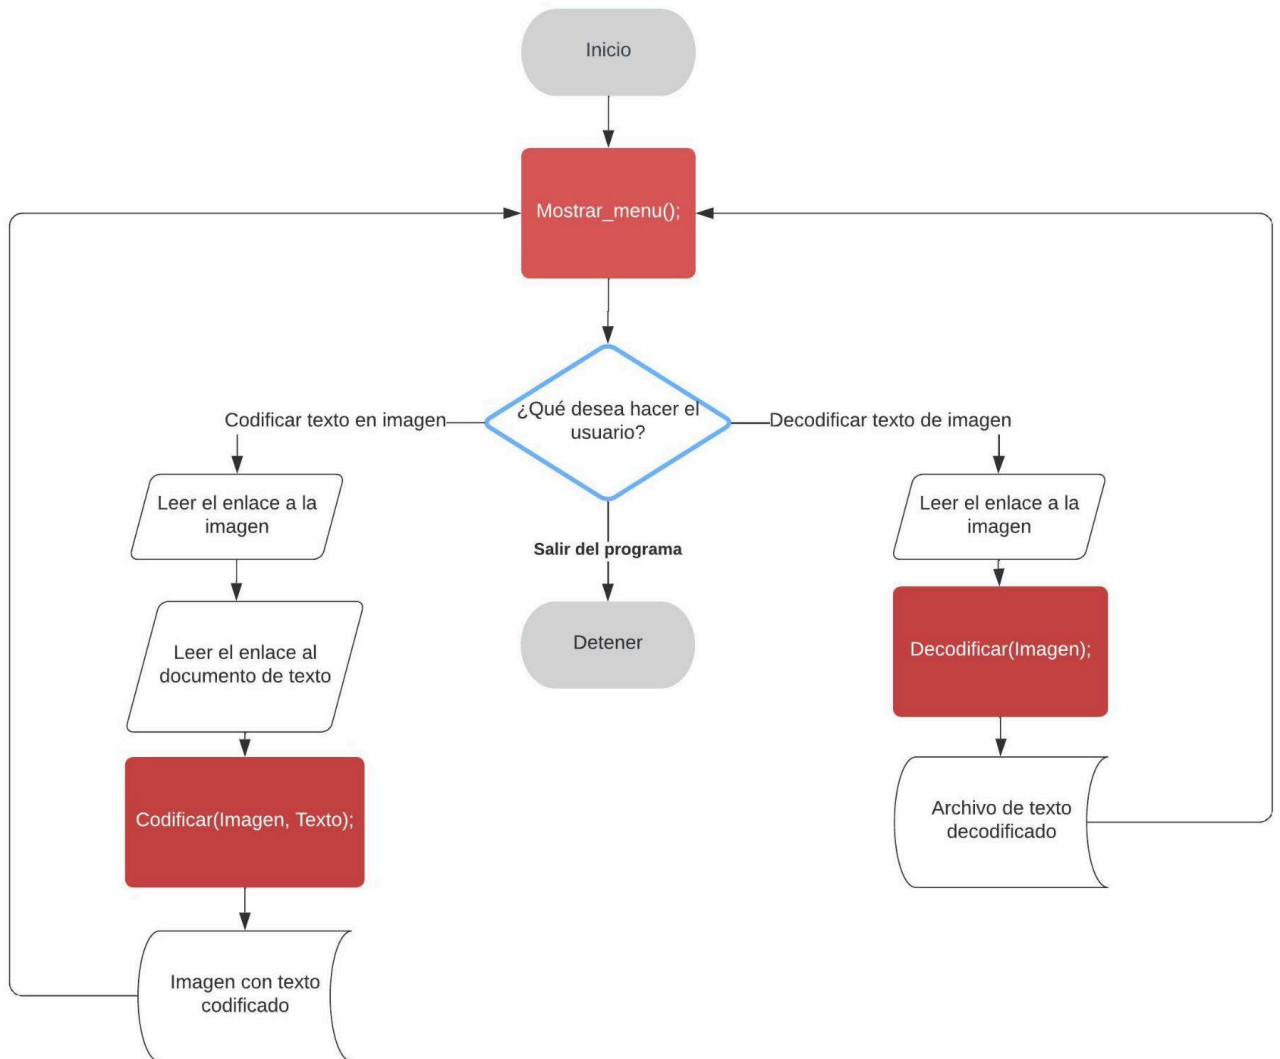 Inicio
Mostrar_menu();
¿Qué desea hacer el
usuario?
Codificar texto en imagen
Decodificar texto de imagen
Salir del programa
Detener
Leer el enlace a la
imagen
Leer el enlace al
documento de texto
Codificar(Imagen, Texto);
Imagen con texto
codificado
Leer el enlace a la
imagen
Decodificar(Imagen);
Archivo de texto
decodificado